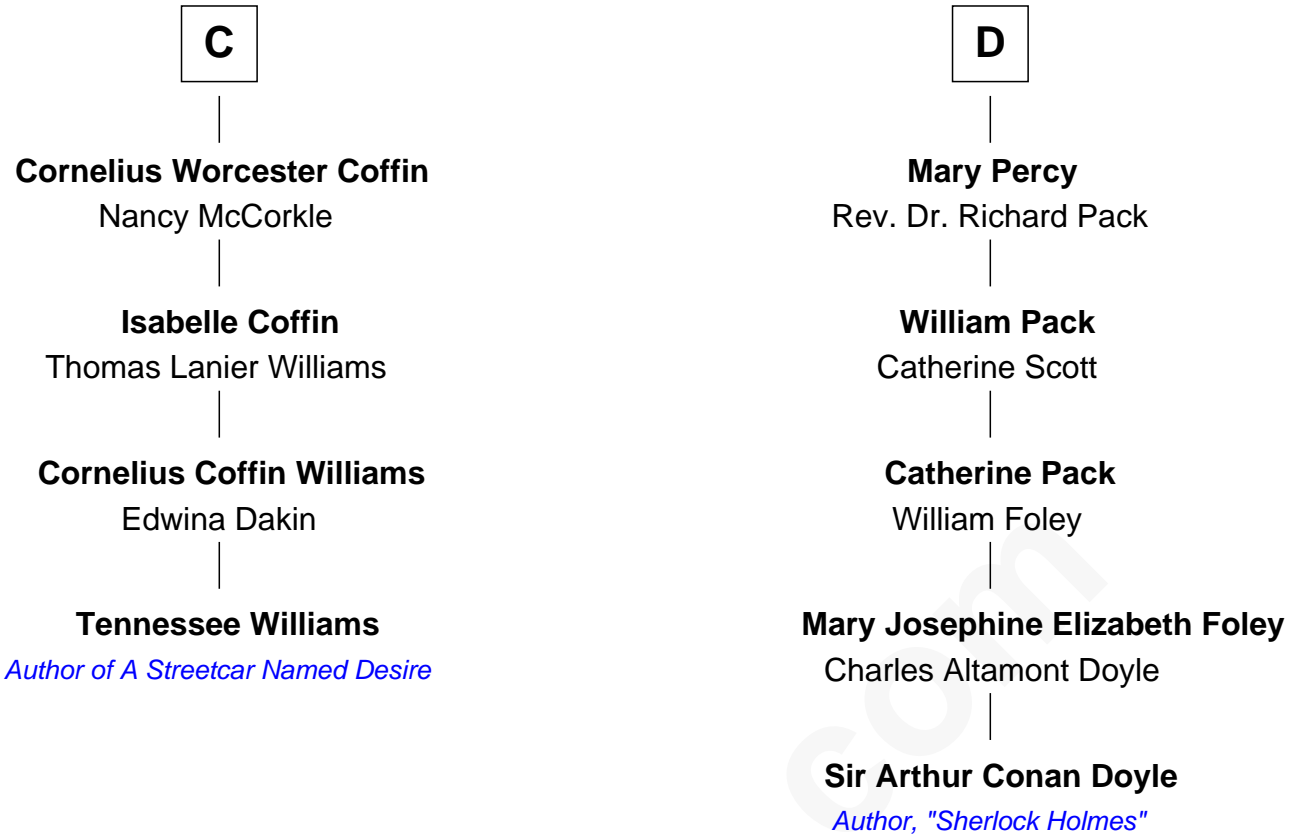 C
Cornelius Worcester Coffin
Nancy McCorkle
Isabelle Coffin
Thomas Lanier Williams
Cornelius Coffin Williams
Edwina Dakin
Tennessee Williams
Author of A Streetcar Named Desire
D
Mary Percy
Rev. Dr. Richard Pack
William Pack
Catherine Scott
Catherine Pack
William Foley
Mary Josephine Elizabeth Foley
Charles Altamont Doyle
Sir Arthur Conan Doyle
Author, "Sherlock Holmes"
com